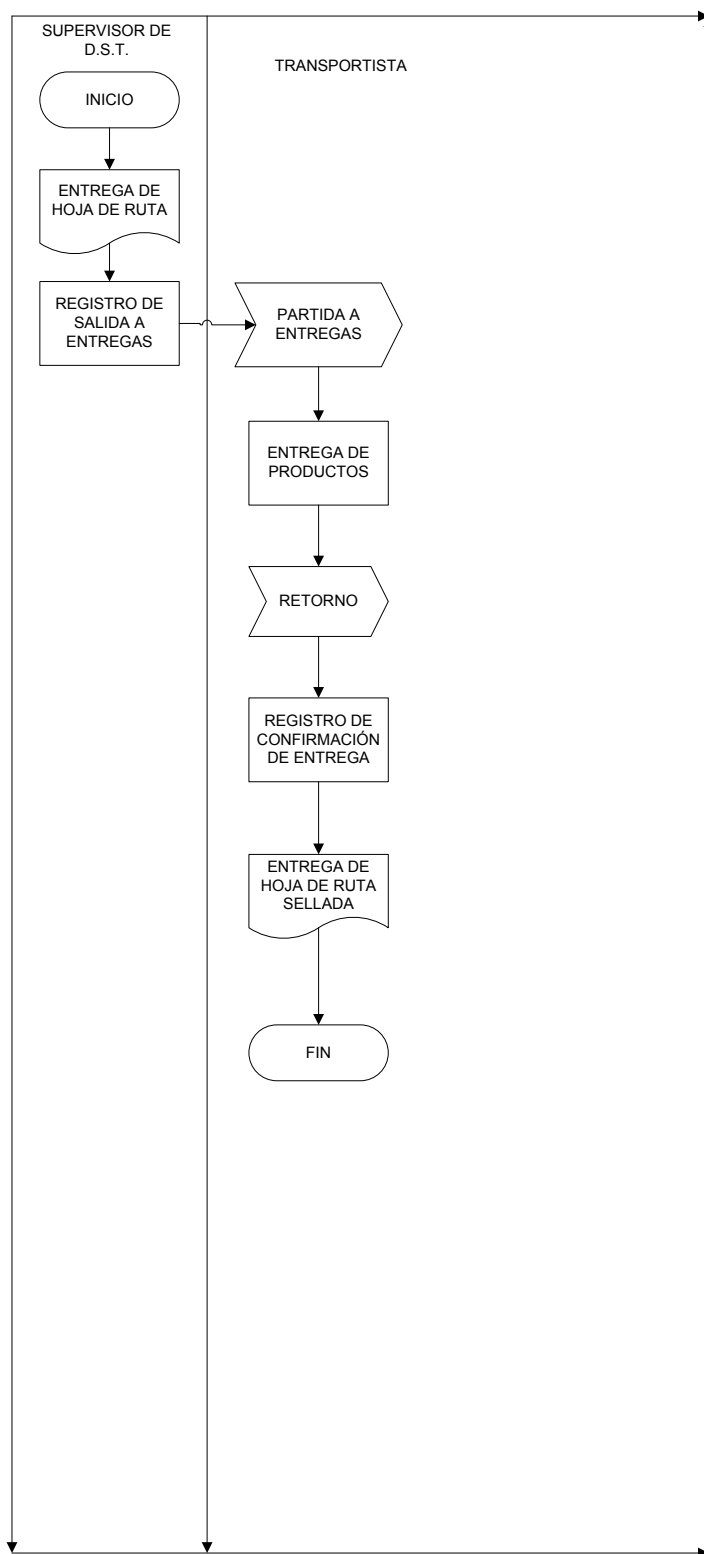 SUPERVISOR DE
D.S.T.
TRANSPORTISTA
INICIO
ENTREGA DE
HOJA DE RUTA
REGISTRO DE
SALIDA A
ENTREGAS
PARTIDA A
ENTREGAS
ENTREGA DE
PRODUCTOS
RETORNO
REGISTRO DE
CONFIRMACIÓN
DE ENTREGA
ENTREGA DE
HOJA DE RUTA
SELLADA
FIN